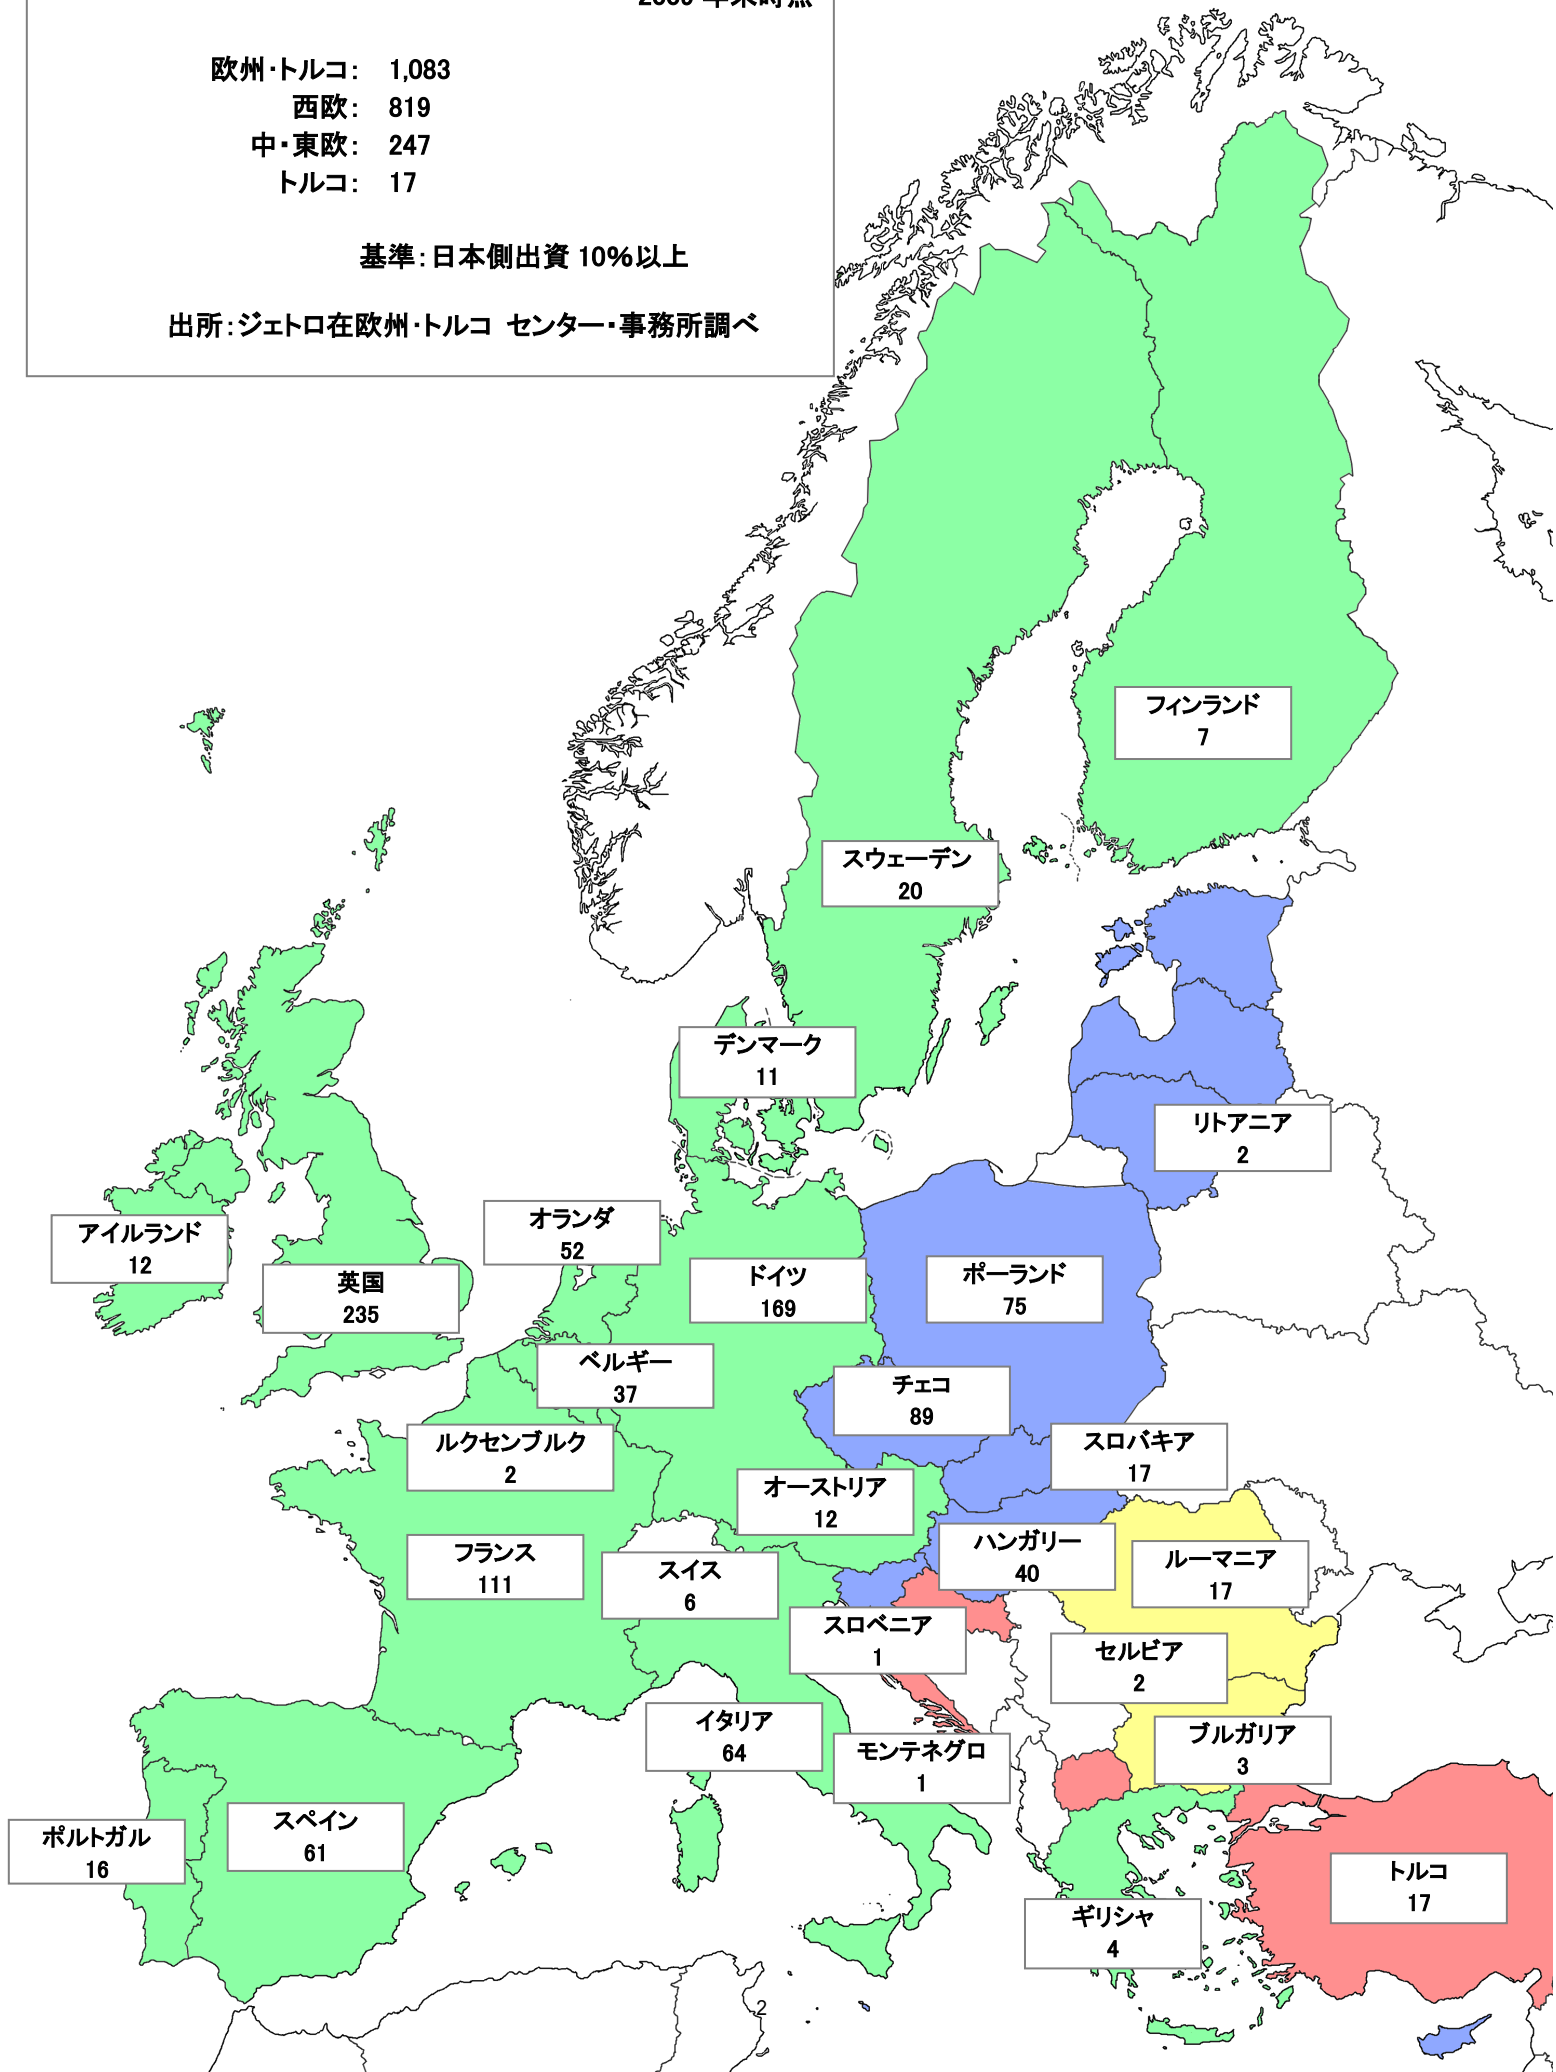 欧州・トルコ： 1,083
西欧： 819
中・東欧： 247
トルコ： 17
基準：日本側出資 10％以上
出所：ジェトロ在欧州・トルコ センター・事務所調べ
フィンランド
7
スウェーデン
20
デンマーク
11
リトアニア
2
アイルランド
12
英国
235
オランダ
52
ドイツ
169
ポーランド
75
ベルギー
37
チェコ
89
ルクセンブルク
2
スロバキア
17
オーストリア
12
フランス
111
スイス
6
ハンガリー
40
ルーマニア
17
スロベニア
1
セルビア
2
イタリア
64
モンテネグロ
1
ブルガリア
3
ポルトガル
16
スペイン
61
トルコ
17
ギリシャ
4
2